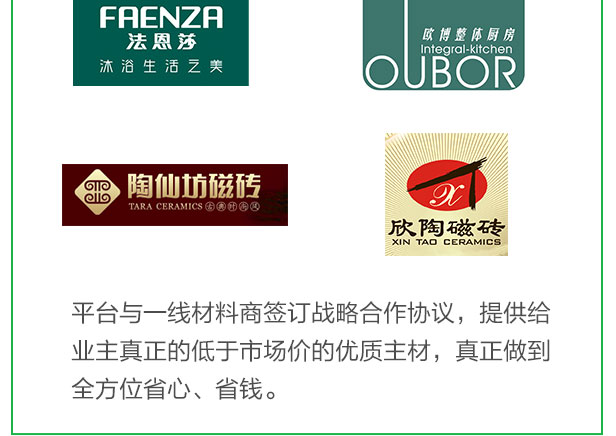 FAENZA
法恩莎
沐浴生活之美
欧博整体厨房
Integral-kitchen
OUBOR
陶仙坊磁砖
TARA CERAMICS
X
欣陶磁砖
XIN TAO CERAMICS
平台与一线材料商签订战略合作协议，提供给
业主真正的低于市场价的优质主材，真正做到
全方位省心、省钱。